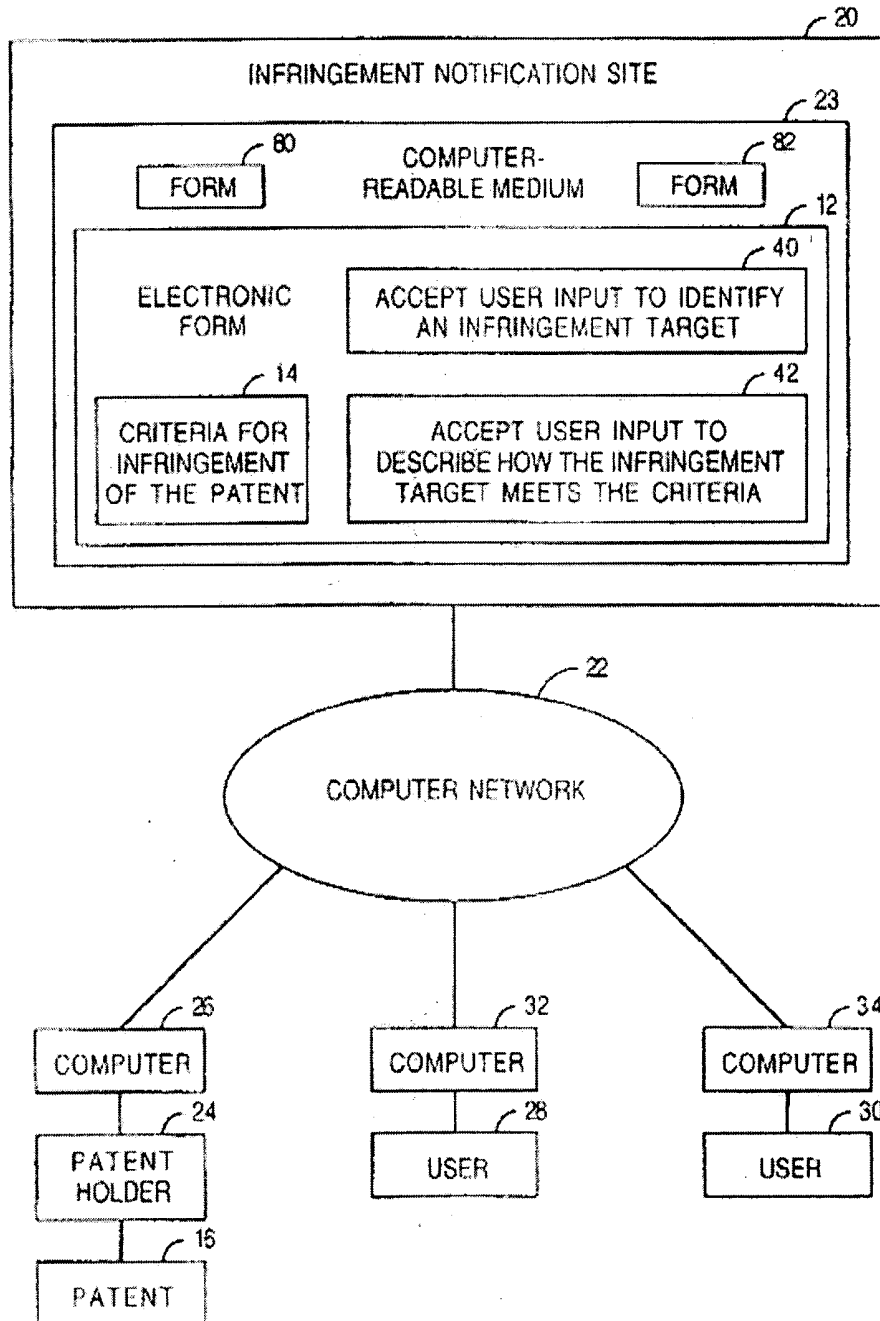 20
INFRINGEMENT NOTIFICATION SITE
23
80
82
FORM
COMPUTER-
READABLE MEDIUM
FORM
12
40
ELECTRONIC
FORM
ACCEPT USER INPUT TO IDENTIFY
AN INFRINGEMENT TARGET
14
42
CRITERIA FOR
INFRINGEMENT
OF THE PATENT
ACCEPT USER INPUT TO
DESCRIBE HOW THE INFRINGEMENT
TARGET MEETS THE CRITERIA
22
COMPUTER NETWORK
26
32
34
COMPUTER
COMPUTER
COMPUTER
24
28
30
PATENT
HOLDER
USER
USER
16
PATENT